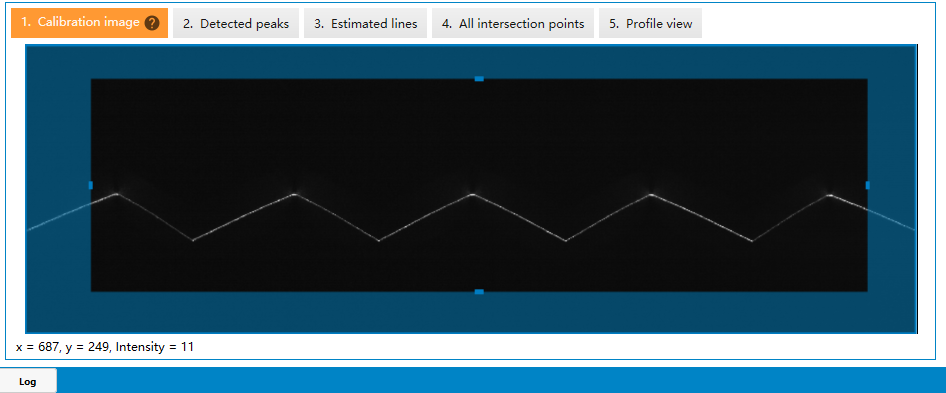 1. Calibration image ?
2. Detected peaks
3. Estimated lines
4. All intersection points
5. Profile view
x = 687, y = 249, Intensity = 11
Log